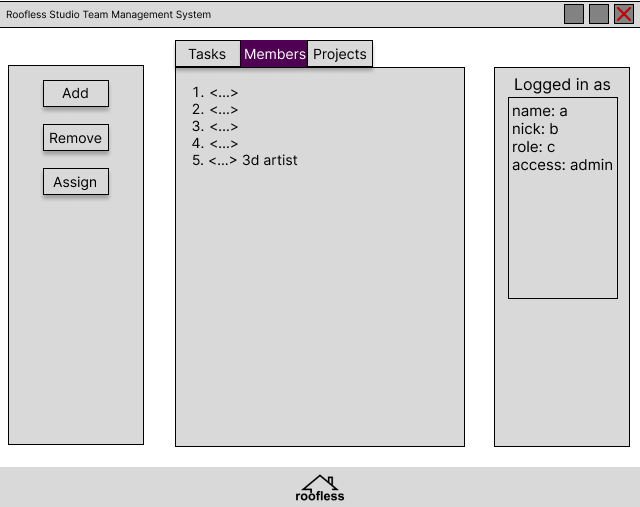 Roofless Studio Team Management System
Tasks Members Projects
Add
Remove
Assign
1. <...>
2. <...>
3. <...>
4. <...>
5. <...> 3d artist
Logged in as
name: a
nick: b
role: c
access: admin
roofless